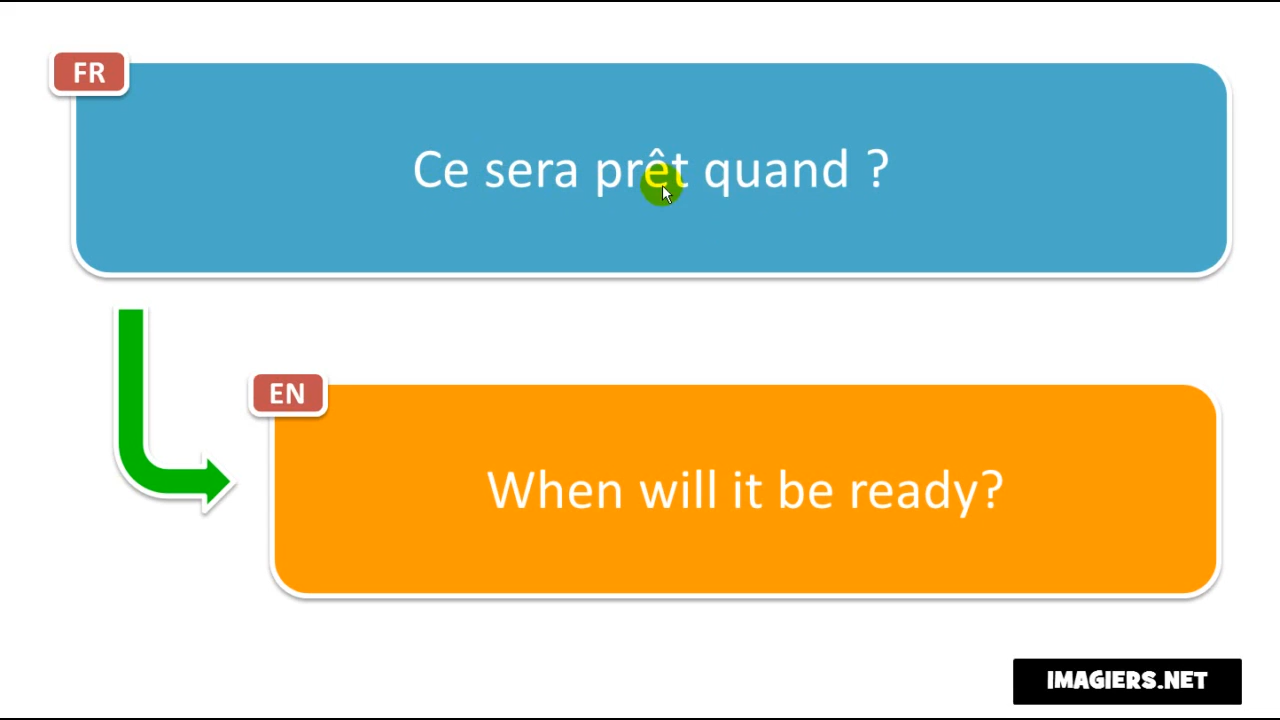 FR
Ce sera prêt quand ?
EN
When will it be ready?
IMAGIERS.NET